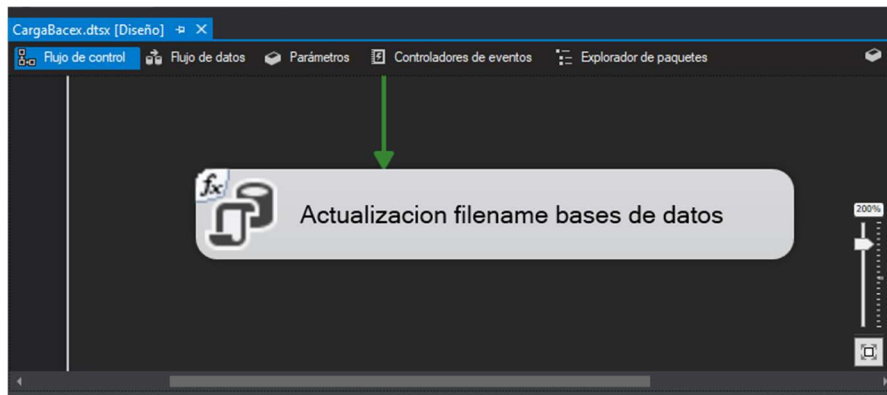 CargaBacex.dtsx [Diseño]
Flujo de control Flujo de datos Parámetros Controladores de eventos Explorador de paquetes
fx Actualizacion filename bases de datos
200%